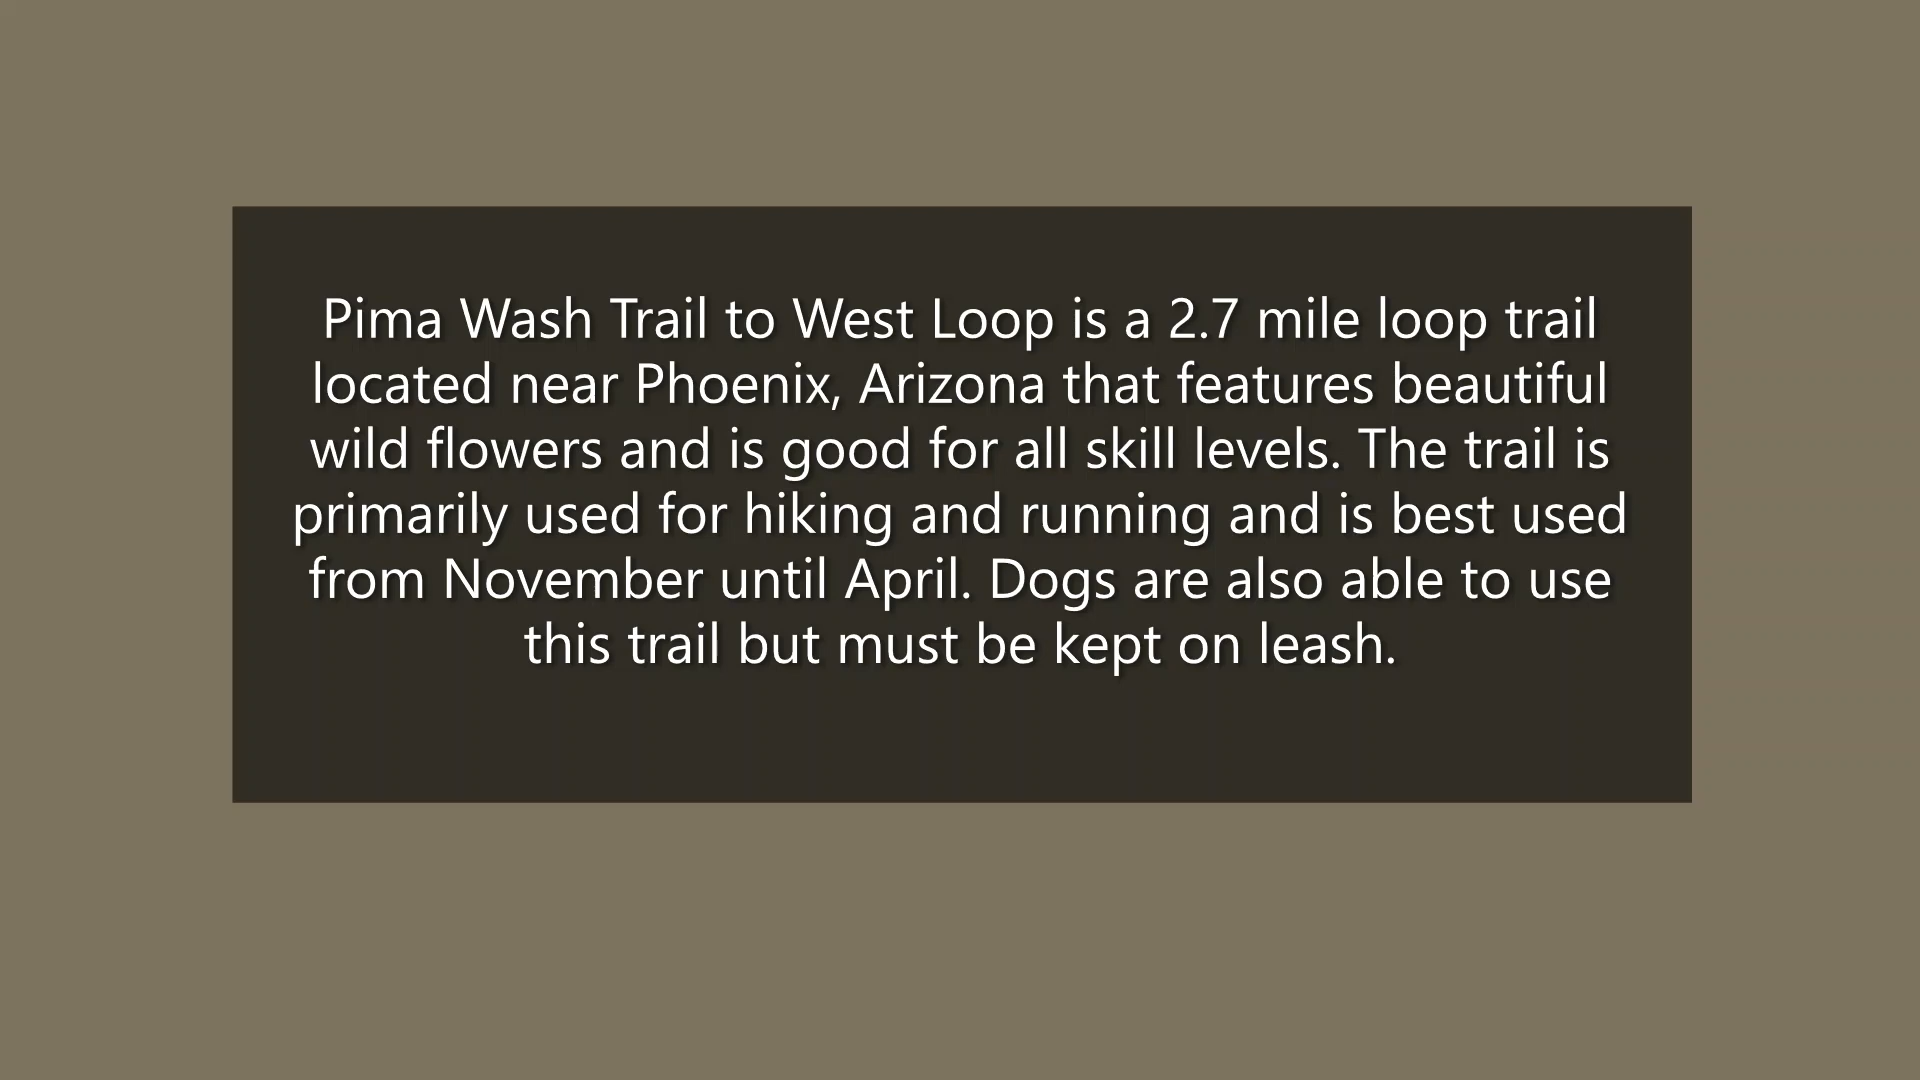 Pima Wash Trail to West Loop is a 2.7 mile loop trail
located near Phoenix, Arizona that features beautiful
wild flowers and is good for all skill levels. The trail is
primarily used for hiking and running and is best used
from November until April. Dogs are also able to use
this trail but must be kept on leash.